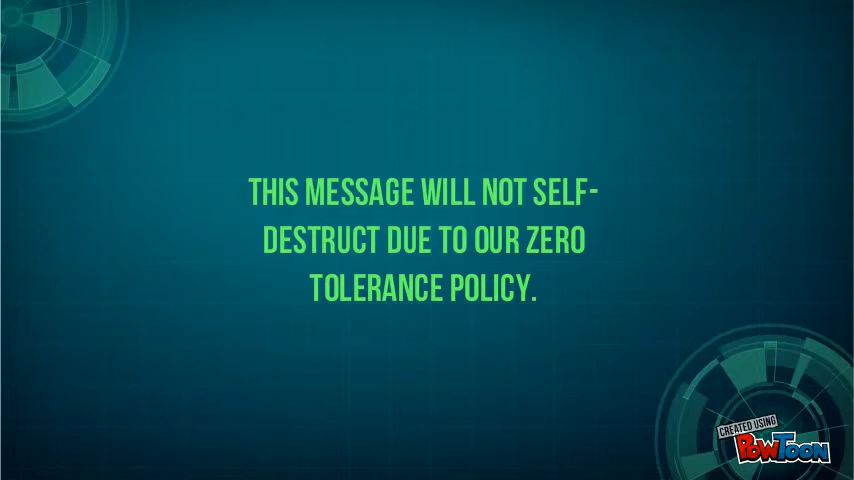 THIS MESSAGE WILL NOT SELF-
DESTRUCT DUE TO OUR ZERO
TOLERANCE POLICY.
CREATED USING
POWTOON